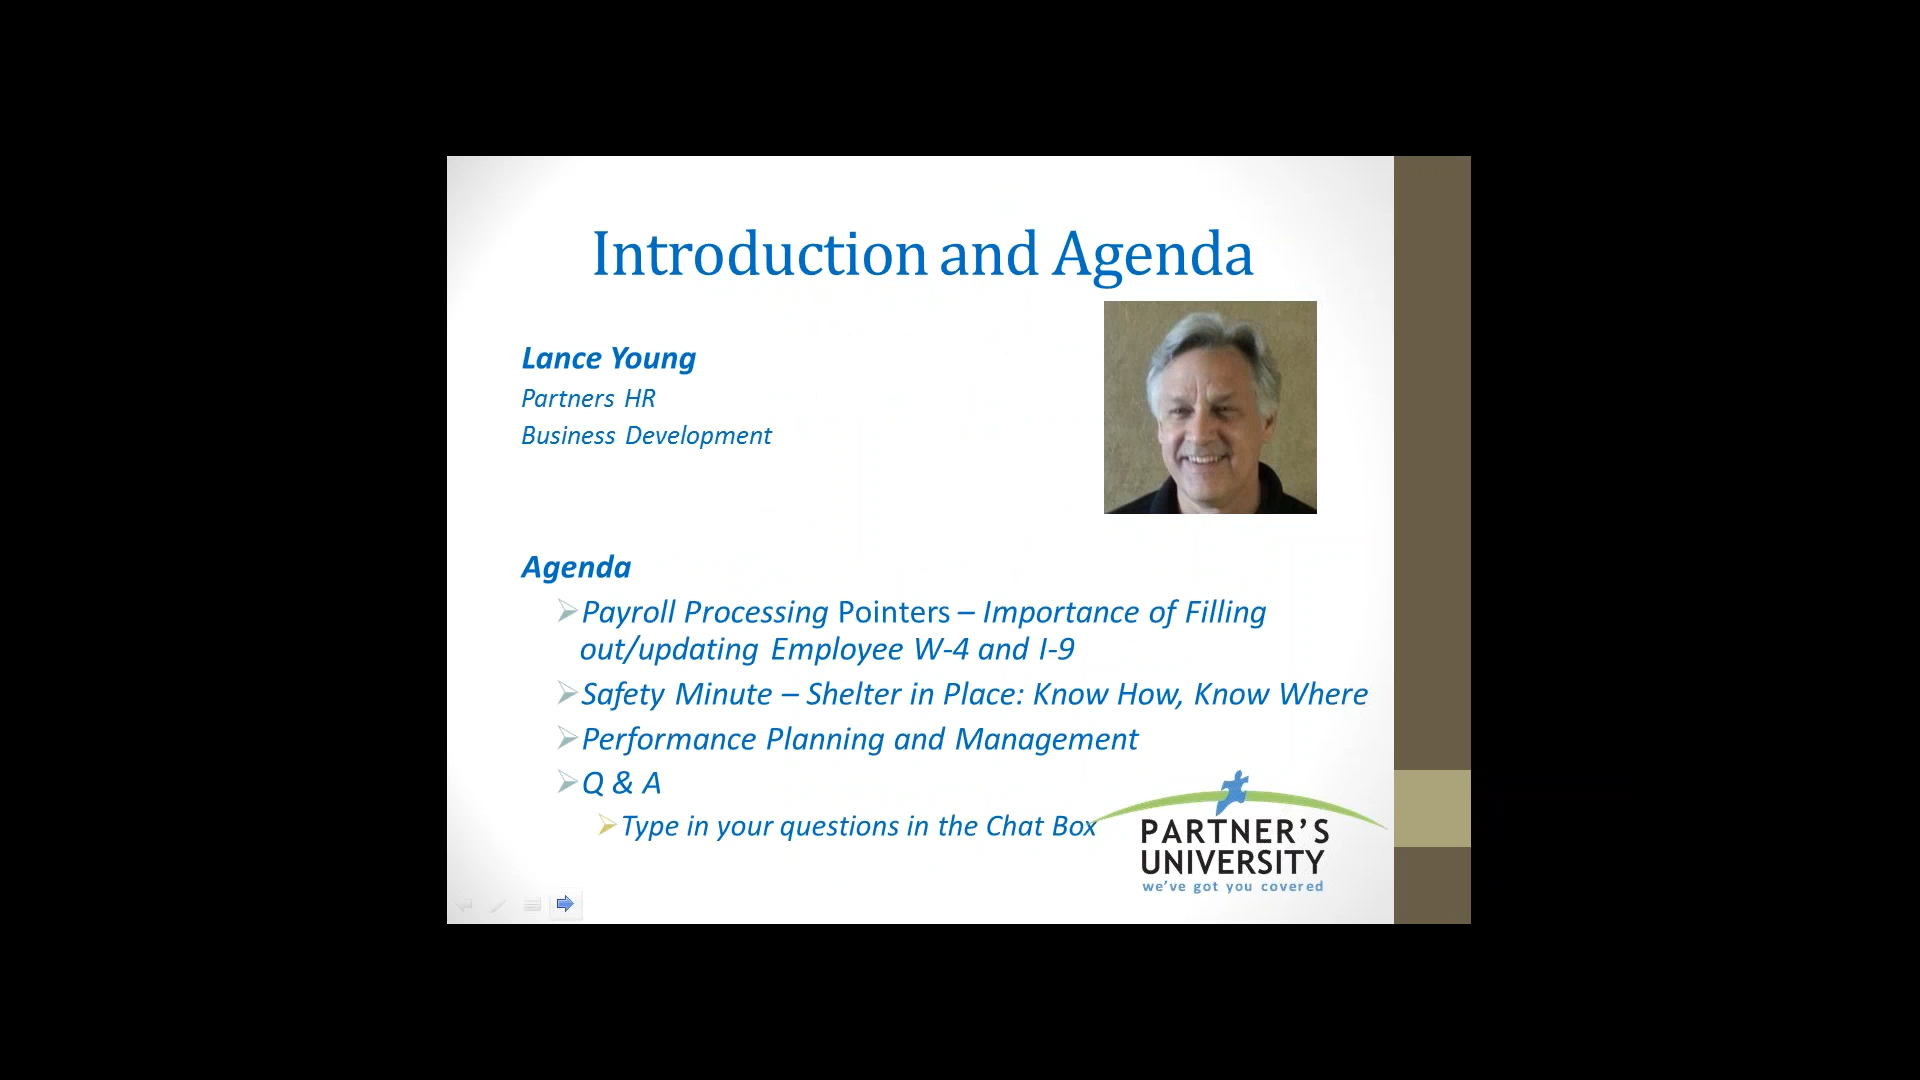 Introduction and Agenda
Lance Young
Partners HR
Business Development
Agenda
Payroll Processing Pointers – Importance of Filling
out/updating Employee W-4 and I-9
Safety Minute – Shelter in Place: Know How, Know Where
Performance Planning and Management
Q & A
Type in your questions in the Chat Box
PARTNER'S
UNIVERSITY
we've got you covered